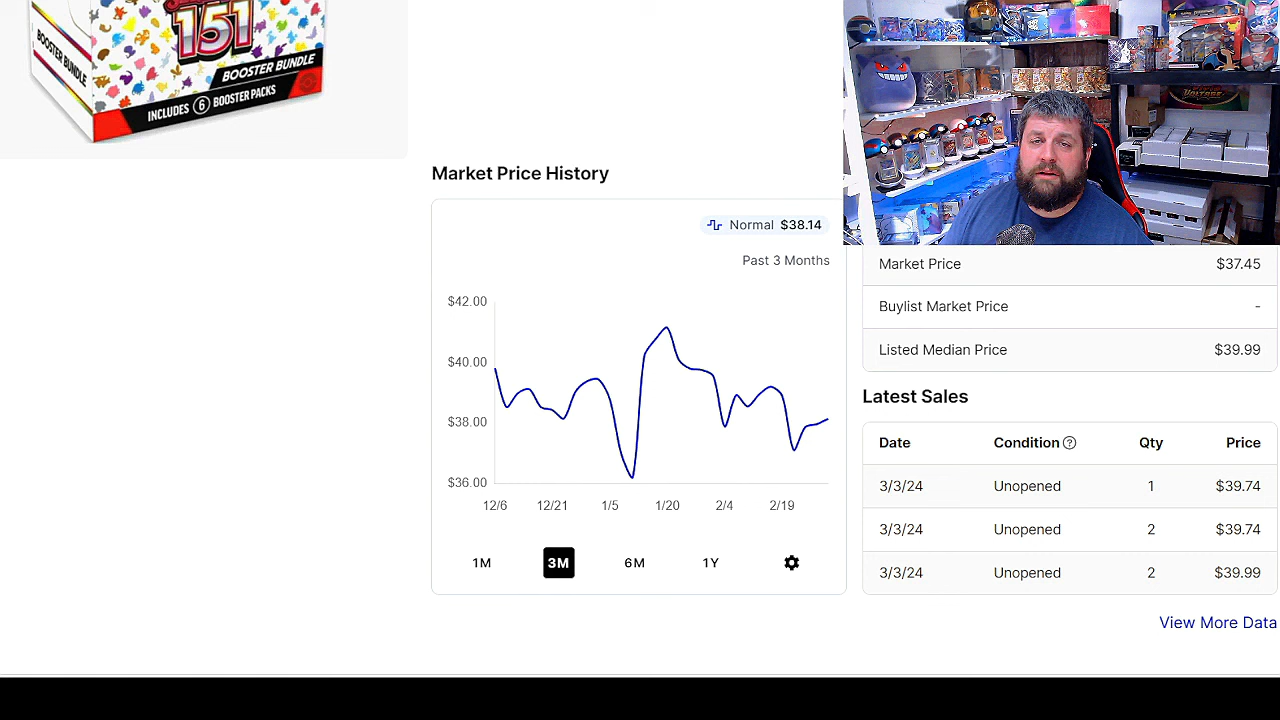 151
BOOSTER BUNDLE
BOOSTER BUNDLE
INCLUDES 6 BOOSTER PACKS
Market Price History
Normal $38.14
Past 3 Months
$42.00
$40.00
$38.00
$36.00
12/6 12/21 1/5 1/20 2/4 2/19
1M 3M 6M 1Y
Market Price $37.45
Buylist Market Price -
Listed Median Price $39.99
Latest Sales
Date Condition ? Qty Price
3/3/24 Unopened 1 $39.74
3/3/24 Unopened 2 $39.74
3/3/24 Unopened 2 $39.99
View More Data